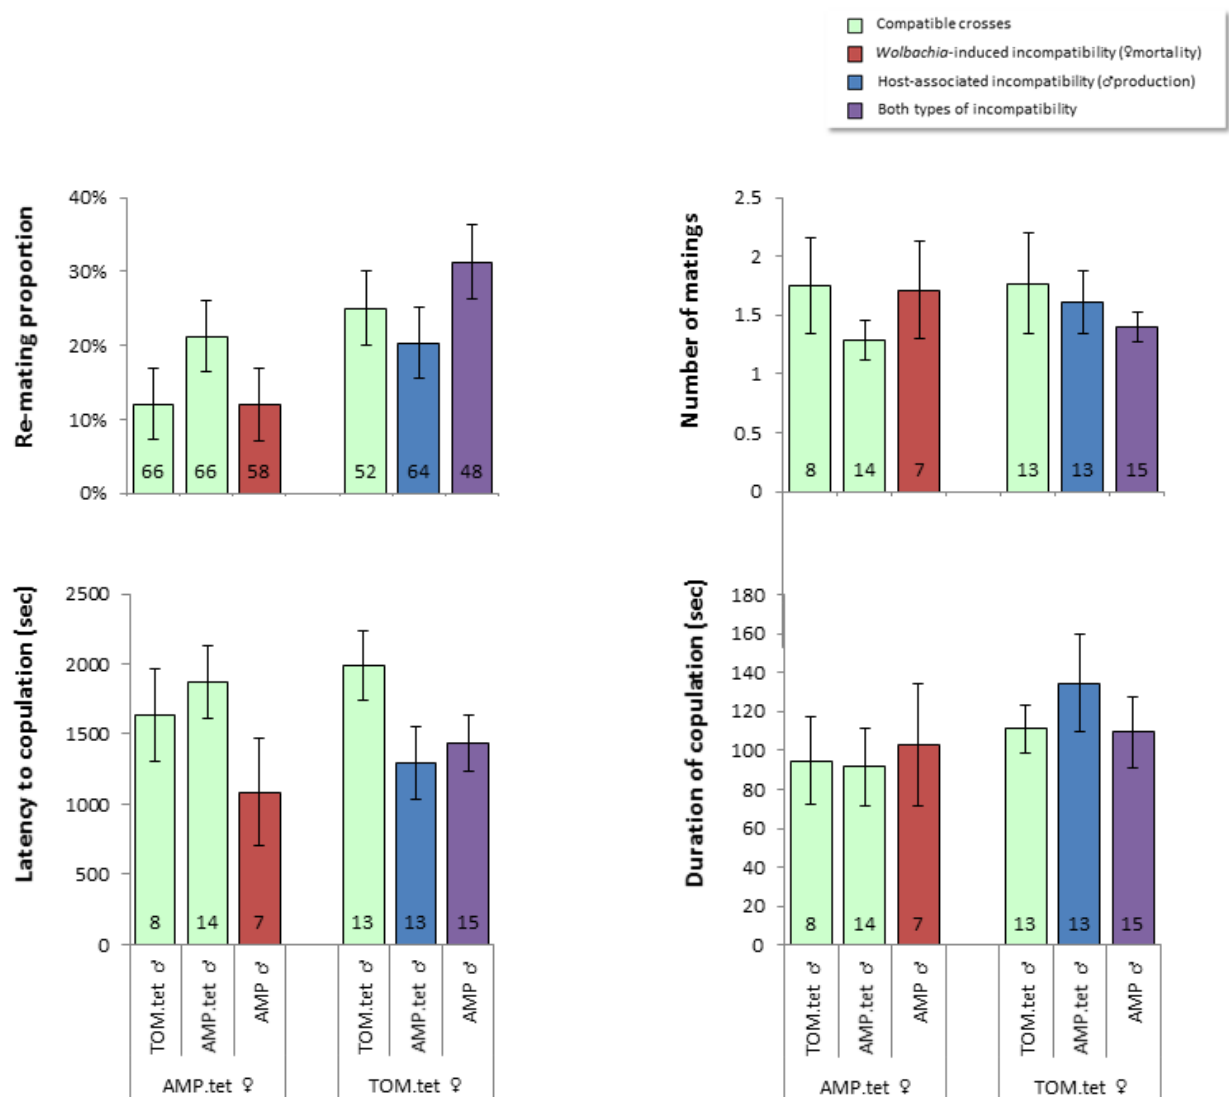 Compatible crosses
Wolbachia-induced incompatibility (♀mortality)
Host-associated incompatibility (♂production)
Both types of incompatibility
Re-mating proportion
40%
30%
20%
10%
0%
66 66 58 52 64 48
Number of matings
2.5
2
1.5
1
0.5
0
8 14 7 13 13 15
Latency to copulation (sec)
2500
2000
1500
1000
500
0
8 14 7 13 13 15
TOM.tet ♂
AMP.tet ♂
AMP ♂
TOM.tet ♂
AMP.tet ♂
AMP ♂
AMP.tet ♀ TOM.tet ♀
Duration of copulation (sec)
180
160
140
120
100
80
60
40
20
0
8 14 7 13 13 15
TOM.tet ♂
AMP.tet ♂
AMP ♂
TOM.tet ♂
AMP.tet ♂
AMP ♂
AMP.tet ♀ TOM.tet ♀